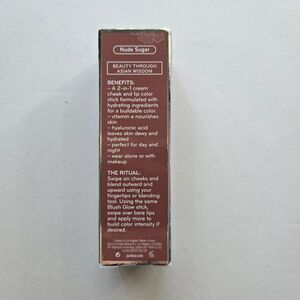 Nude Sugar
BEAUTY THROUGH
ASIAN WISDOM
BENEFITS:
– A 2-in-1 cream
cheek and lip color
stick formulated with
hydrating ingredients
for a buildable color.
– vitamin e nourishes
skin
– hyaluronic acid
makes skin dewy and
hydrated
– perfect for day and
night
– wear alone or with
makeup
THE RITUAL:
Swipe on cheeks and
blend outward and
upward using your
fingertips or blending
tool. Using the same
Blush Glow stick,
swipe over bare lips
and apply more to
build color intensity if
desired.